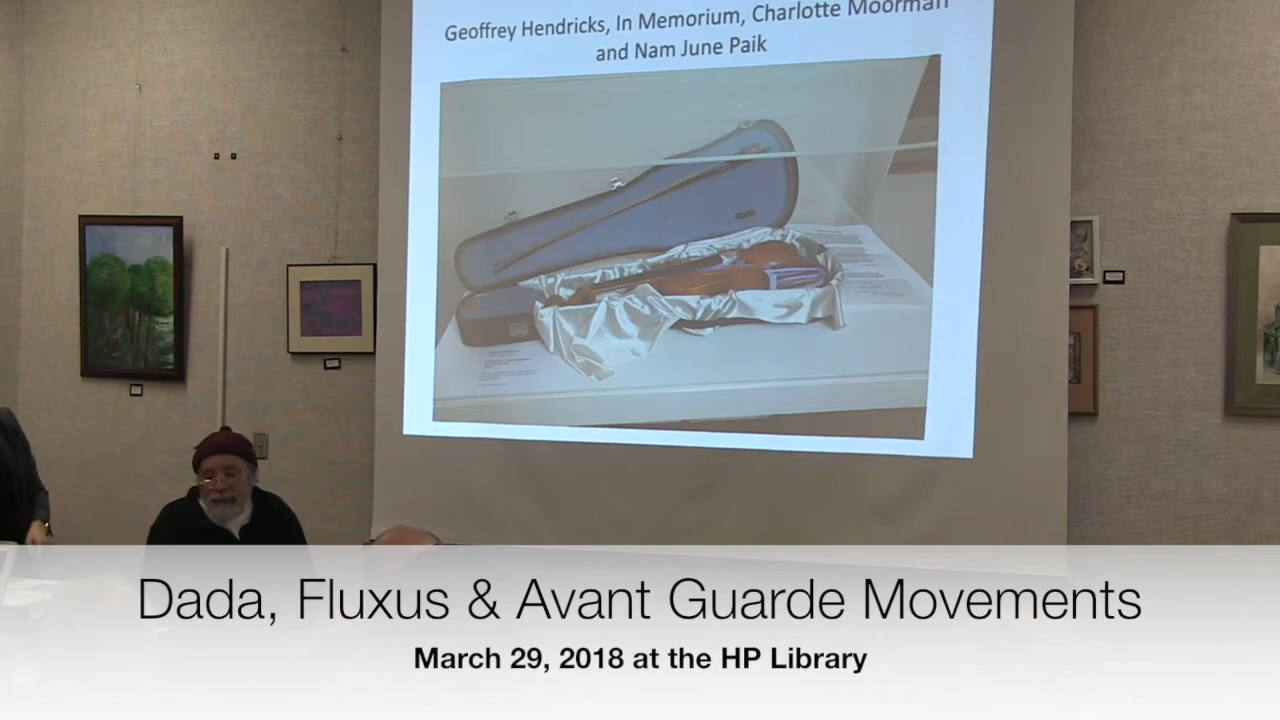 Geoffrey Hendricks, In Memorium, Charlotte Moorman
and Nam June Paik
Dada, Fluxus & Avant Guarde Movements
March 29, 2018 at the HP Library